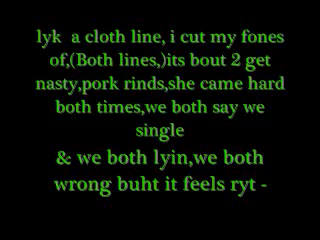 lyk  a cloth line, i cut my fones
of,(Both lines,)its bout 2 get
nasty,pork rinds,she came hard
both times,we both say we
single
& we both lyin,we both
wrong buht it feels ryt -